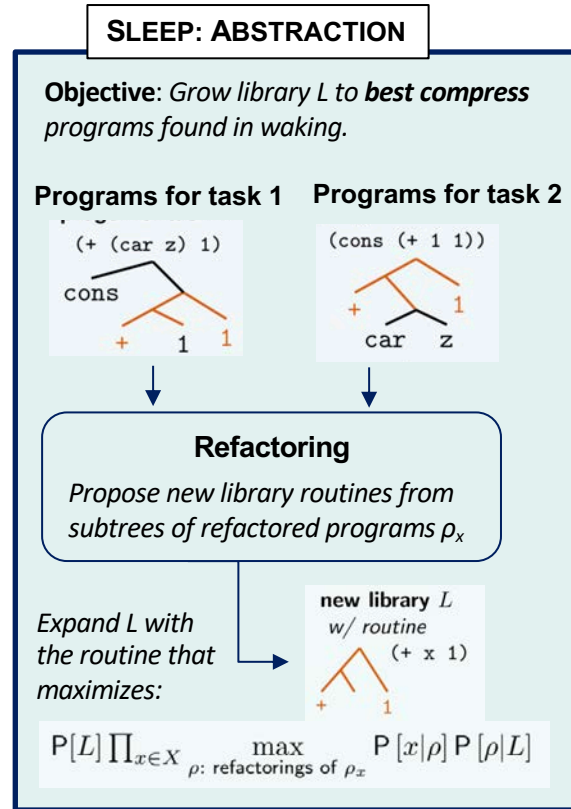 SLEEP: ABSTRACTION
Objective: Grow library L to best compress
programs found in waking.
Programs for task 1
Programs for task 2
(+ (car z) 1)
cons
+ 1 1
(cons (+ 1 1))
+ 1
car z
Refactoring
Propose new library routines from
subtrees of refactored programs ρₓ
Expand L with
the routine that
maximizes:
new library L
w/ routine
(+ x 1)
+ 1
P[L] ∏ₓ∈X max P[x|ρ] P[ρ|L]
ρ: refactorings of ρₓ